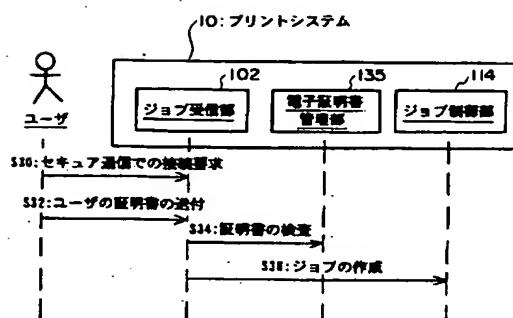 10:プリントシステム
102
135
114
ジョブ受信部
電子証明書
管理部
ジョブ制御部
ユーザ
S30:セキュア通信での接続要求
S32:ユーザの証明書の送付
S34:証明書の検査
S36:ジョブの作成